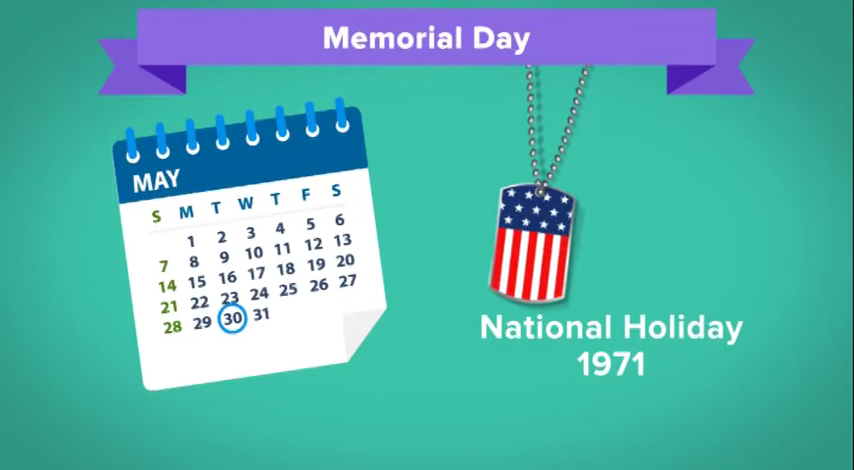 Memorial Day
MAY
S M T W T F S
1 2 3 4 5 6
7 8 9 10 11 12 13
14 15 16 17 18 19 20
21 22 23 24 25 26 27
28 29 30 31
National Holiday
1971